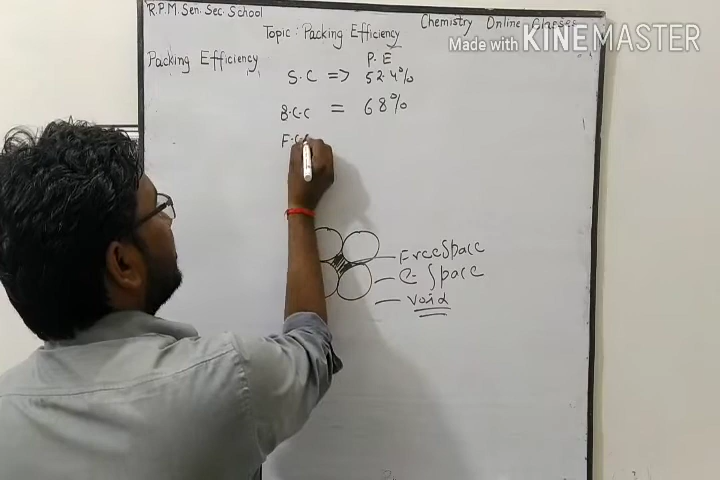 R.P.M. Sen. Sec. School
Chemistry Online Classes
Topic : Packing Efficiency
Made with KINEMASTER
Packing Efficiency
P. E
S.C => 52.4%
B.C.C = 68%
F.C.C
Free Space
e- Space
Void